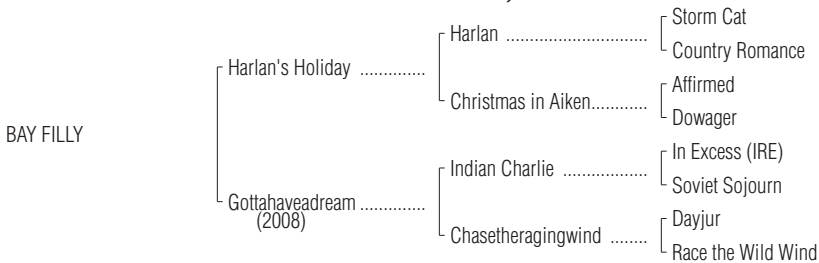 Storm Cat
Harlan ..............................
Country Romance
Harlan's Holiday ..............
Affirmed
Christmas in Aiken............
Dowager
BAY FILLY
In Excess (IRE)
Indian Charlie ..................
Soviet Sojourn
Gottahaveadream ..............
(2008)
Dayjur
Chasetheragingwind ........
Race the Wild Wind